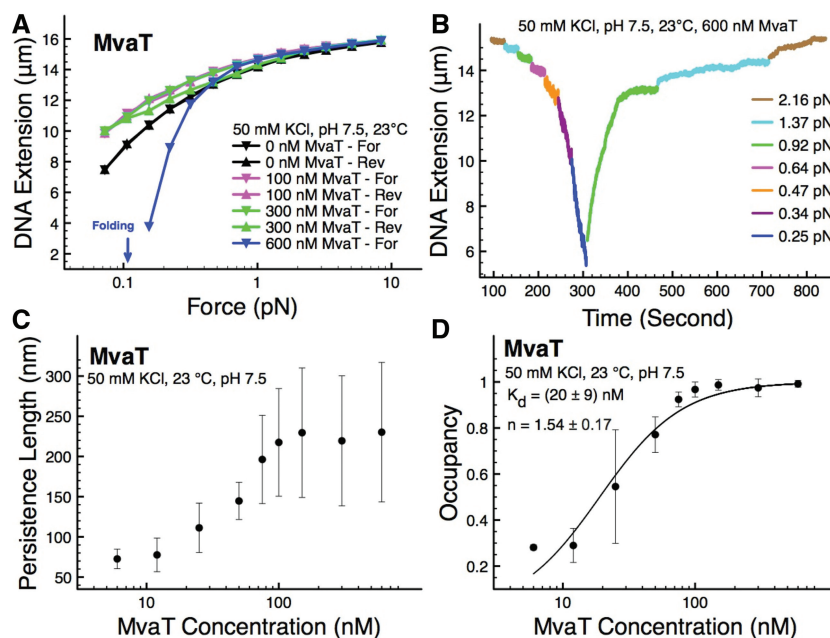 A
MvaT
DNA Extension (μm)
16
14
12
10
8
6
4
2
50 mM KCl, pH 7.5, 23°C
0 nM MvaT - For
0 nM MvaT - Rev
100 nM MvaT - For
100 nM MvaT - Rev
300 nM MvaT - For
300 nM MvaT - Rev
600 nM MvaT - For
Folding
0.1
1
10
Force (pN)
B
50 mM KCl, pH 7.5, 23°C, 600 nM MvaT
DNA Extension (μm)
14
12
10
8
6
2.16 pN
1.37 pN
0.92 pN
0.64 pN
0.47 pN
0.34 pN
0.25 pN
100 200 300 400 500 600 700 800
Time (Second)
C
MvaT
50 mM KCl, 23 °C, pH 7.5
Persistence Length (nm)
300
250
200
150
100
50
10
100
MvaT Concentration (nM)
D
MvaT
50 mM KCl, 23 °C, pH 7.5
Kd = (20 ± 9) nM
n = 1.54 ± 0.17
Occupancy
1
0.8
0.6
0.4
0.2
10
100
MvaT Concentration (nM)